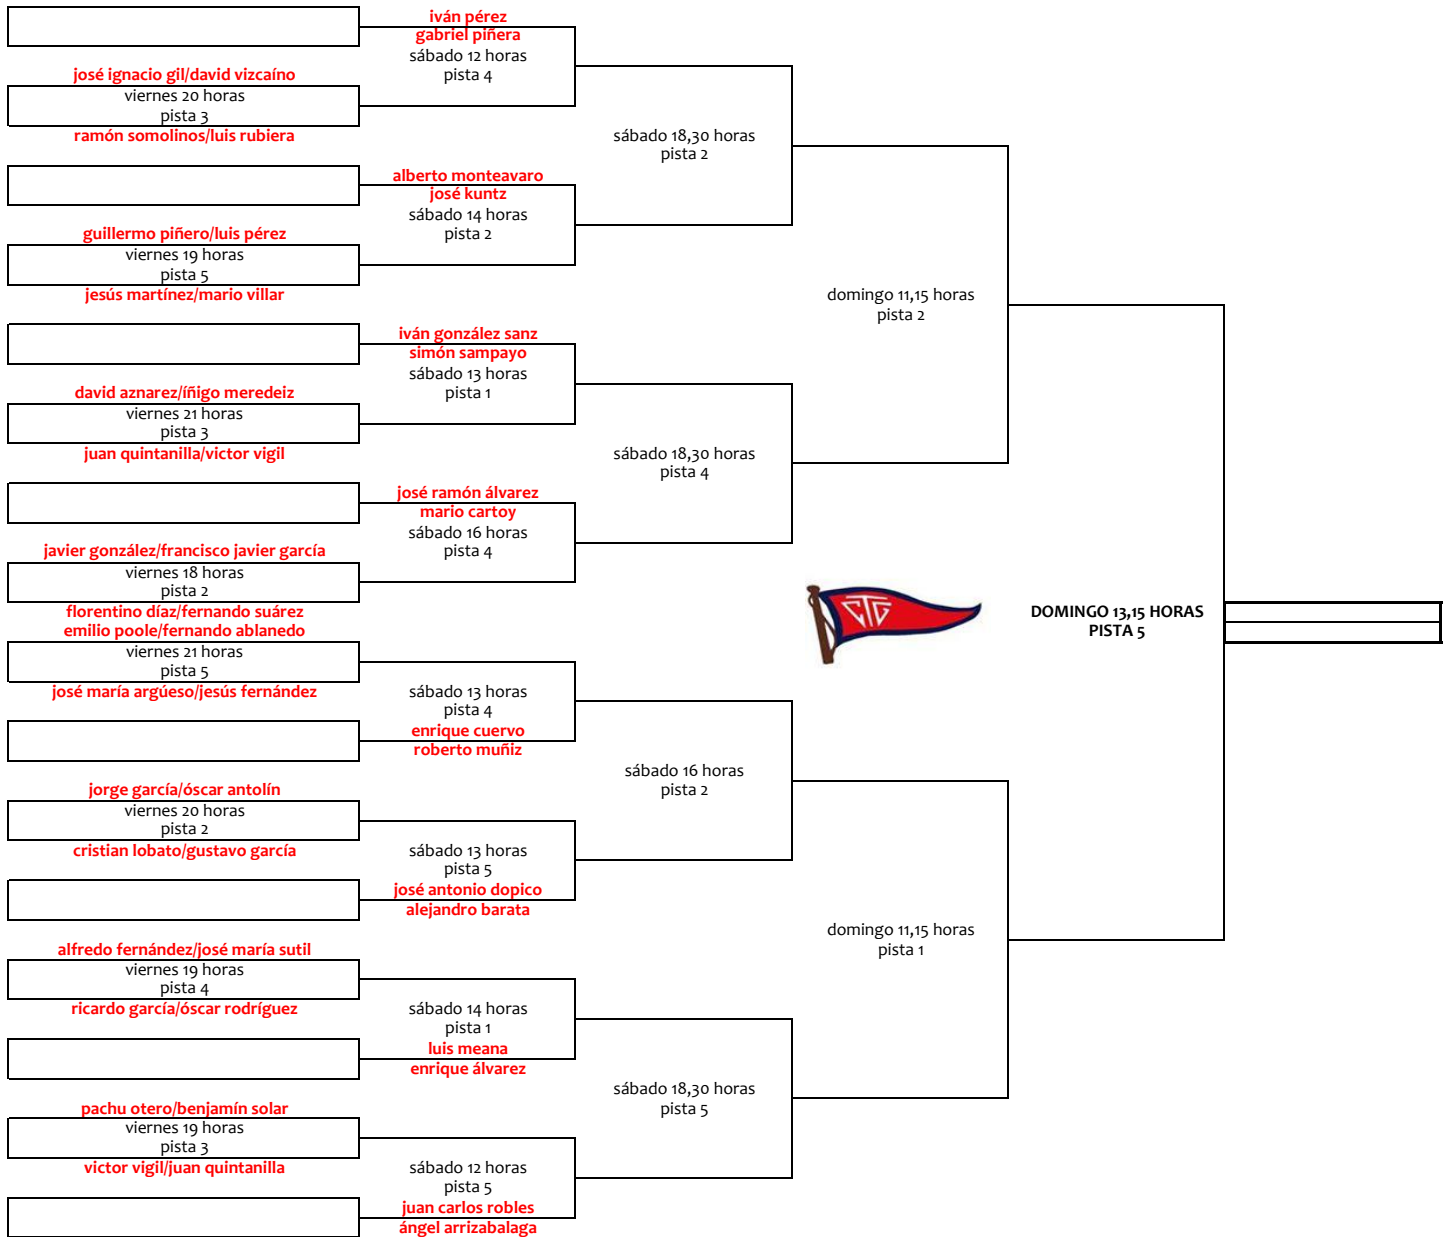 iván pérez
gabriel piñera
sábado 12 horas
pista 4
josé ignacio gil/david vizcaíno
viernes 20 horas
pista 3
ramón somolinos/luis rubiera
sábado 18,30 horas
pista 2
alberto monteavaro
josé kuntz
sábado 14 horas
pista 2
guillermo piñero/luis pérez
viernes 19 horas
pista 5
jesús martínez/mario villar
domingo 11,15 horas
pista 2
iván gonzález sanz
simón sampayo
sábado 13 horas
pista 1
david aznarez/íñigo meredeiz
viernes 21 horas
pista 3
juan quintanilla/victor vigil
sábado 18,30 horas
pista 4
josé ramón álvarez
mario cartoy
sábado 16 horas
pista 4
javier gonzález/francisco javier garcía
viernes 18 horas
pista 2
florentino díaz/fernando suárez
CTG
DOMINGO 13,15 HORAS
PISTA 5
emilio poole/fernando ablanedo
viernes 21 horas
pista 5
josé maría argúeso/jesús fernández
sábado 13 horas
pista 4
enrique cuervo
roberto muñiz
sábado 16 horas
pista 2
jorge garcía/óscar antolín
viernes 20 horas
pista 2
cristian lobato/gustavo garcía
sábado 13 horas
pista 5
josé antonio dopico
alejandro barata
domingo 11,15 horas
pista 1
alfredo fernández/josé maría sutil
viernes 19 horas
pista 4
ricardo garcía/óscar rodríguez
sábado 14 horas
pista 1
luis meana
enrique álvarez
sábado 18,30 horas
pista 5
pachu otero/benjamín solar
viernes 19 horas
pista 3
victor vigil/juan quintanilla
sábado 12 horas
pista 5
juan carlos robles
ángel arrizabalaga